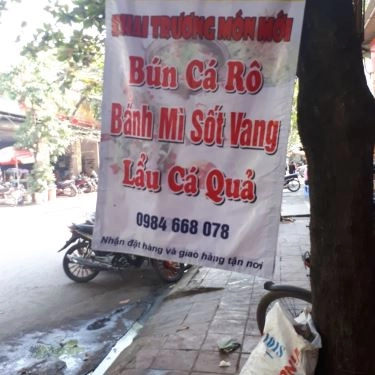 KHAI TRƯƠNG MÓN MỚI
Bún Cá Rô
Bánh Mì Sốt Vang
Lẩu Cá Quả
0984 668 078
Nhận đặt hàng và giao hàng tận nơi